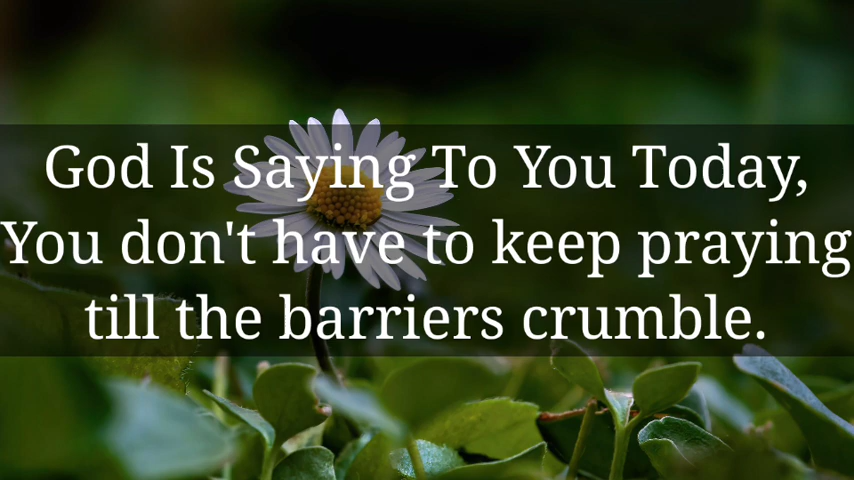 God Is Saying To You Today,
You don't have to keep praying
till the barriers crumble.